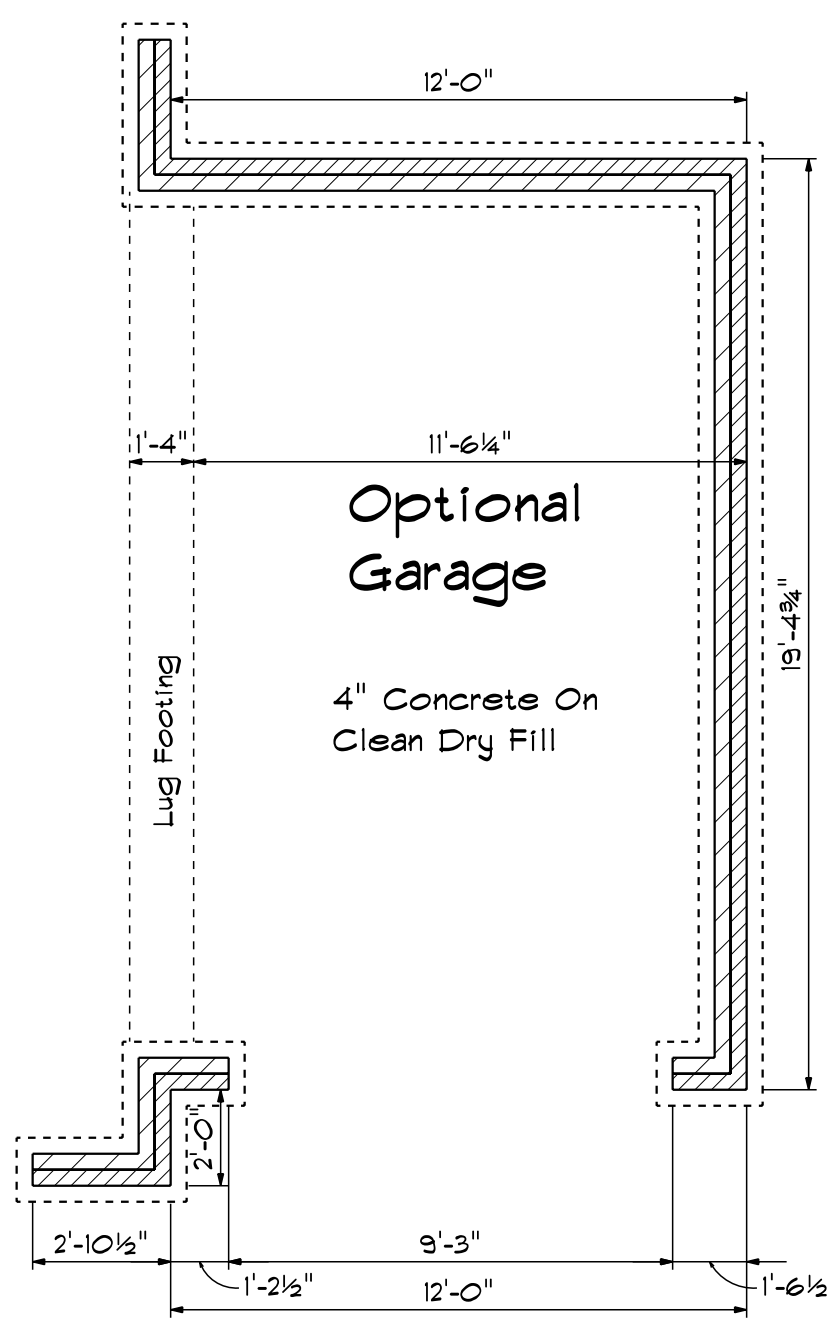 12'-0"
1'-4"
11'-6¼"
Optional
Garage
19'-4¾"
4" Concrete On
Clean Dry Fill
Lug Footing
2'-0"
2'-10½"
9'-3"
1'-2½"
1'-6½
12'-0"